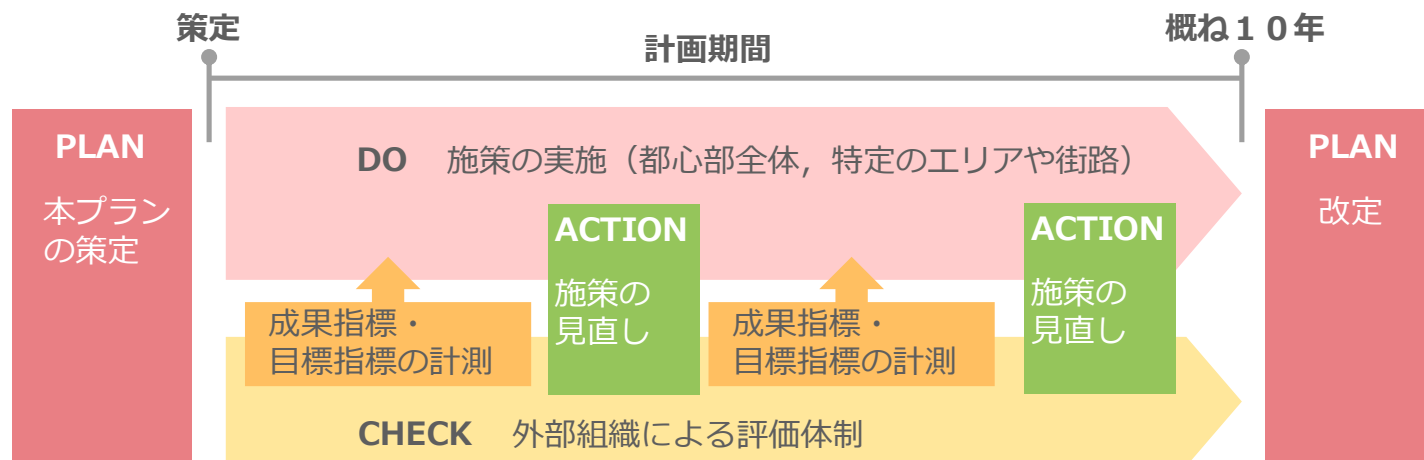 策定
計画期間
概ね１０年
PLAN
本プラン
の策定
DO 施策の実施（都心部全体，特定のエリアや街路）
ACTION
施策の
見直し
ACTION
施策の
見直し
成果指標・
目標指標の計測
成果指標・
目標指標の計測
CHECK 外部組織による評価体制
PLAN
改定